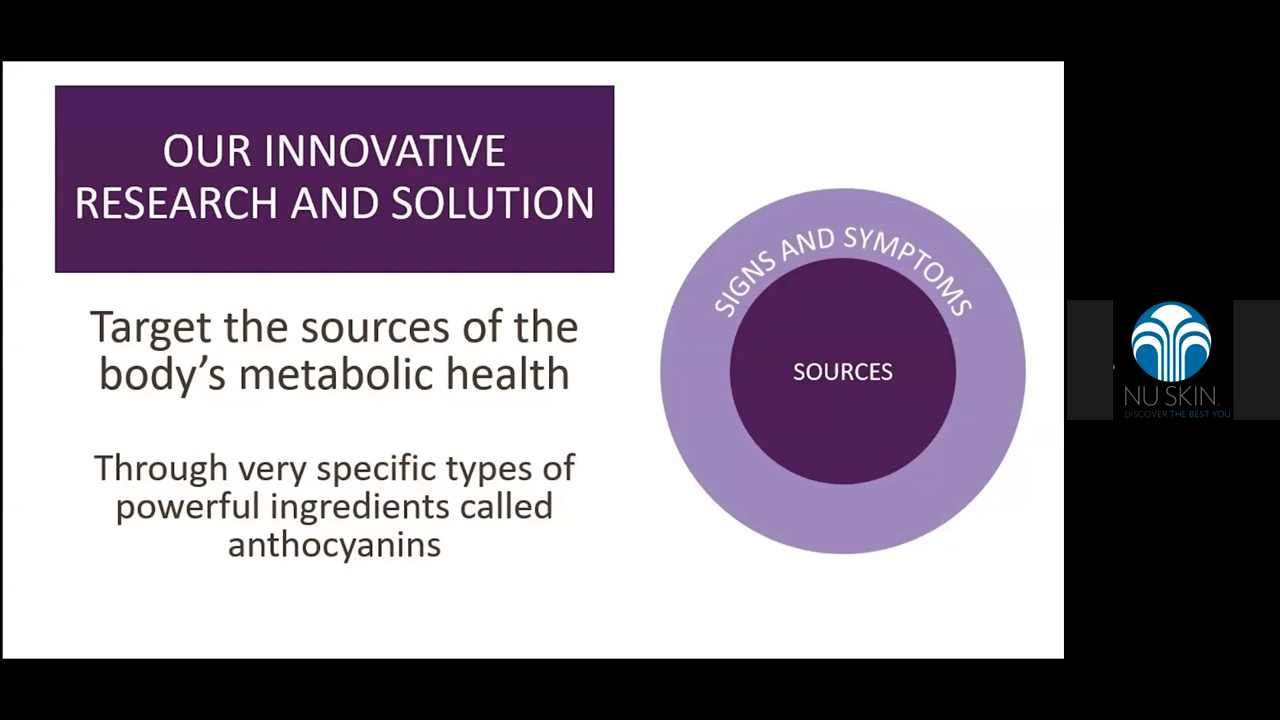 OUR INNOVATIVE
RESEARCH AND SOLUTION
Target the sources of the
body's metabolic health
Through very specific types of
powerful ingredients called
anthocyanins
SIGNS AND SYMPTOMS
SOURCES
NU SKIN.
DISCOVER THE BEST YOU